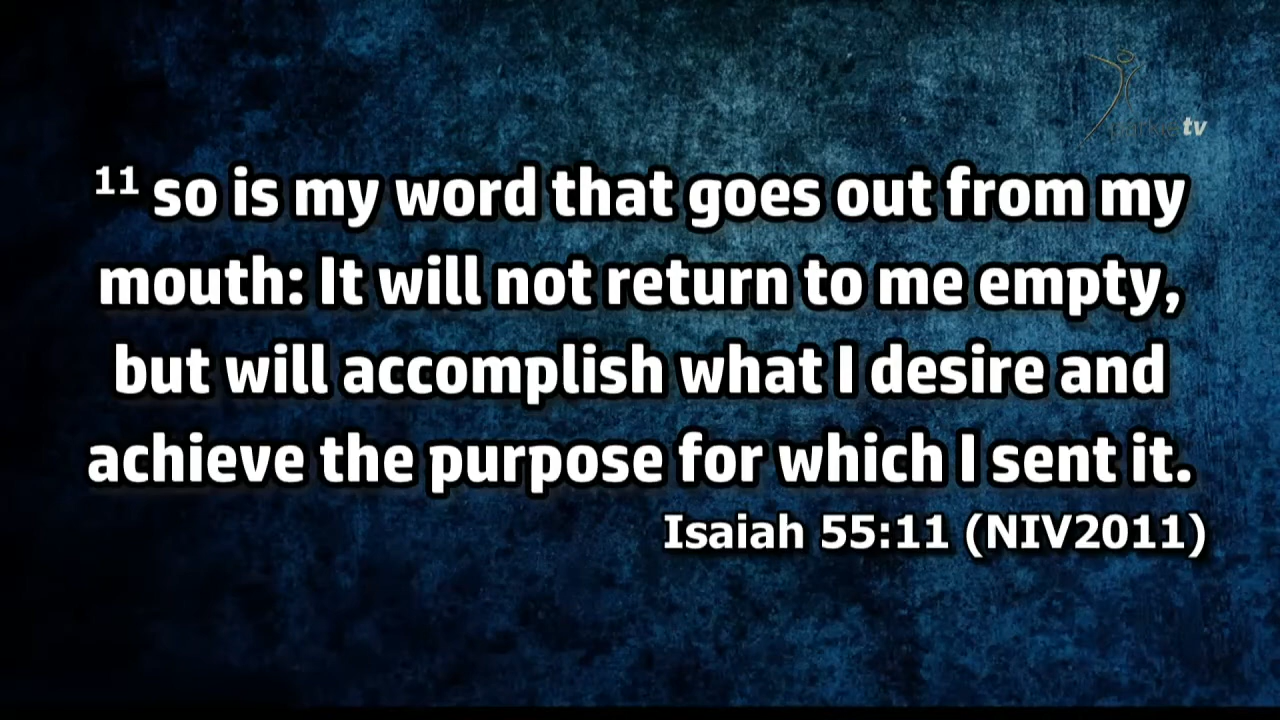 tv
11 so is my word that goes out from my
mouth: It will not return to me empty,
but will accomplish what I desire and
achieve the purpose for which I sent it.
Isaiah 55:11 (NIV2011)